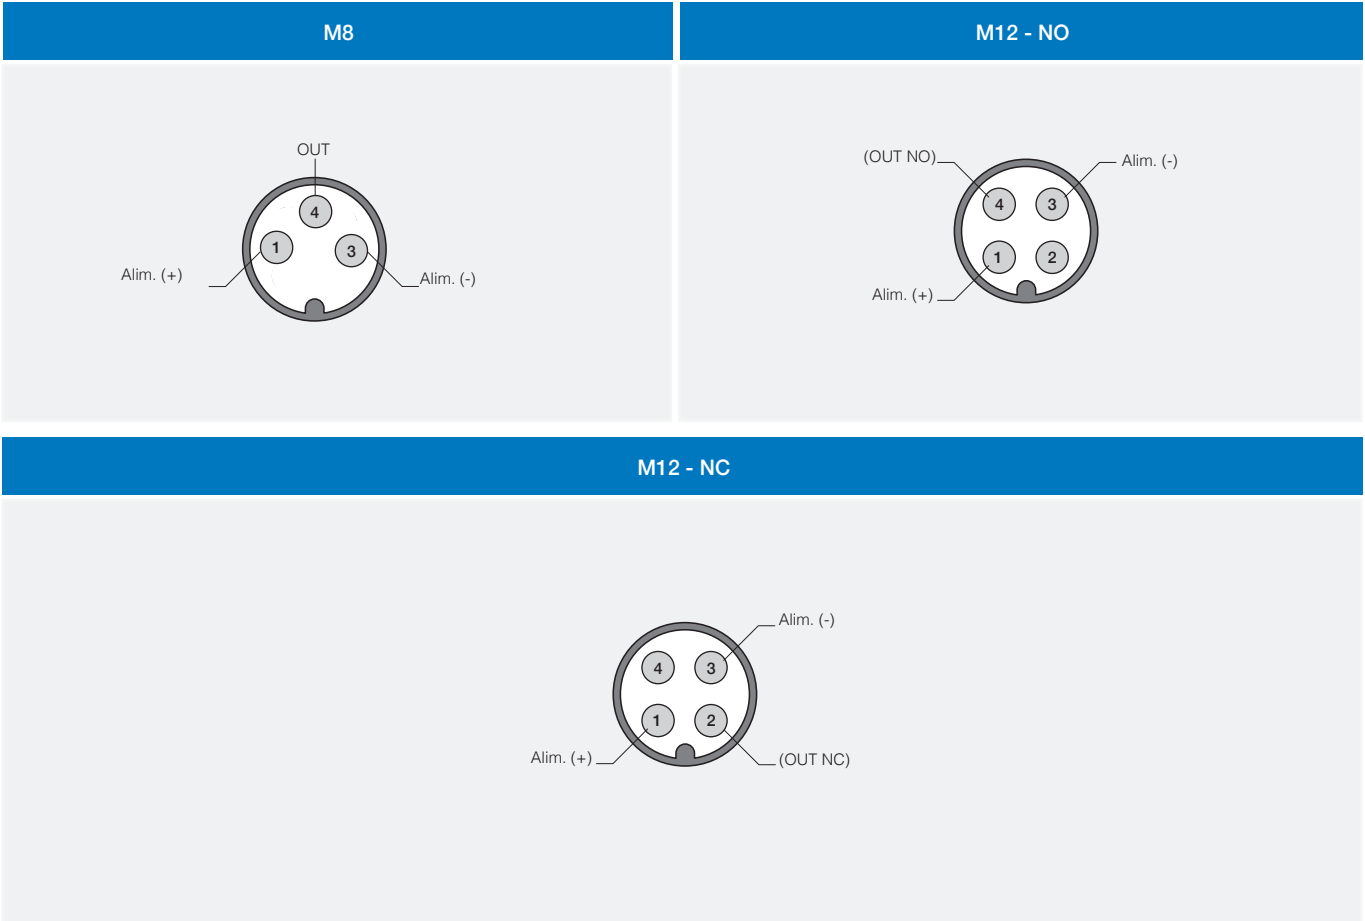 M8
OUT
4
1
3
Alim. (+)
Alim. (-)
M12 - NO
(OUT NO)
Alim. (-)
4
3
1
2
Alim. (+)
M12 - NC
Alim. (-)
4
3
1
2
Alim. (+)
(OUT NC)